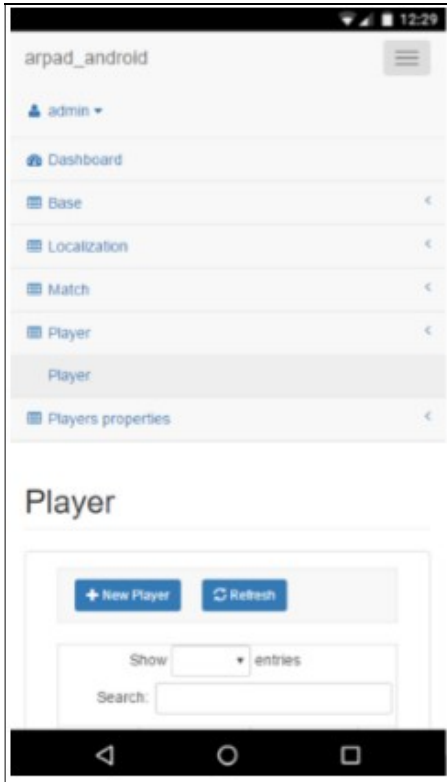 12:29
arpad_android
admin
Dashboard
Base
Localization
Match
Player
Player
Players properties
Player
New Player Refresh
Show entries
Search: